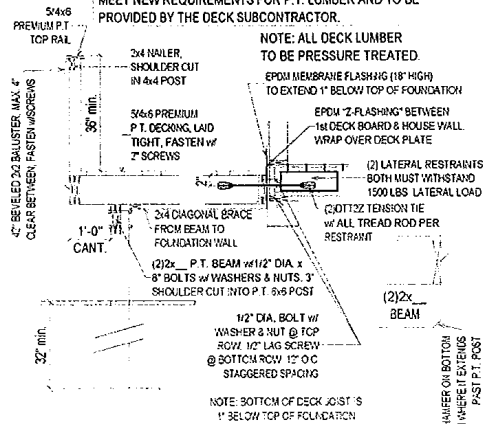 MEET NEW REQUIREMENTS FOR P.T. LUMBER AND TO BE
PROVIDED BY THE DECK SUBCONTRACTOR.
5/4x6
PREMIUM P.T.
TOP RAIL
2x4 NAILER,
SHOULDER CUT
IN 4x4 POST
NOTE: ALL DECK LUMBER
TO BE PRESSURE TREATED.
42" BEVELED 2x2 BALUSTER, MAX. 4"
CLEAR BETWEEN, FASTEN w/SCREWS
36" min.
5/4x6 PREMIUM
P.T. DECKING, LAID
TIGHT, FASTEN w/
2" SCREWS
EPDM MEMBRANE FLASHING (18" HIGH)
TO EXTEND 1" BELOW TOP OF FOUNDATION
EPDM "Z-FLASHING" BETWEEN
1st DECK BOARD & HOUSE WALL.
WRAP OVER DECK PLATE
2"
(2) LATERAL RESTRAINTS
BOTH MUST WITHSTAND
1500 LBS LATERAL LOAD
(2)DTT2Z TENSION TIE
w/ ALL TREAD ROD PER
RESTRAINT
2x4 DIAGONAL BRACE
FROM BEAM TO
FOUNDATION WALL
1'-0"
CANT.
(2)2x__ P.T. BEAM w/1/2" DIA. x
8" BOLTS w/ WASHERS & NUTS. 3"
SHOULDER CUT INTO P.T. 6x6 POST
(2)2x__
BEAM
32" min.
1/2" DIA. BOLT w/
WASHER & NUT @ TOP
ROW. 1/2" LAG SCREW
@ BOTTOM ROW. 12" O.C.
STAGGERED SPACING
NOTE: BOTTOM OF DECK JOIST IS
1" BELOW TOP OF FOUNDATION
HAMFER ON BOTTOM
WHERE IT EXTENDS
PAST P.T. POST